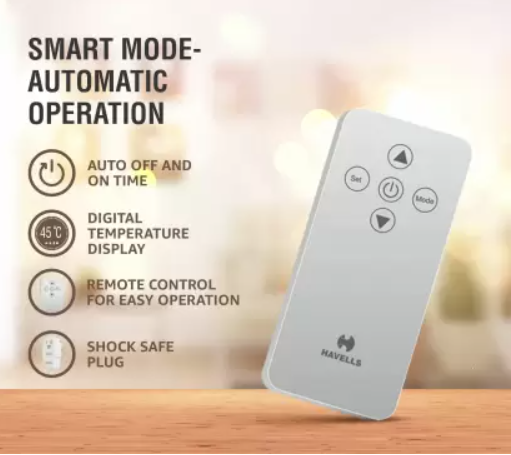 SMART MODE-
AUTOMATIC
OPERATION
AUTO OFF AND
ON TIME
45°C
DIGITAL
TEMPERATURE
DISPLAY
REMOTE CONTROL
FOR EASY OPERATION
SHOCK SAFE
PLUG
Set
Mode
HAVELLS